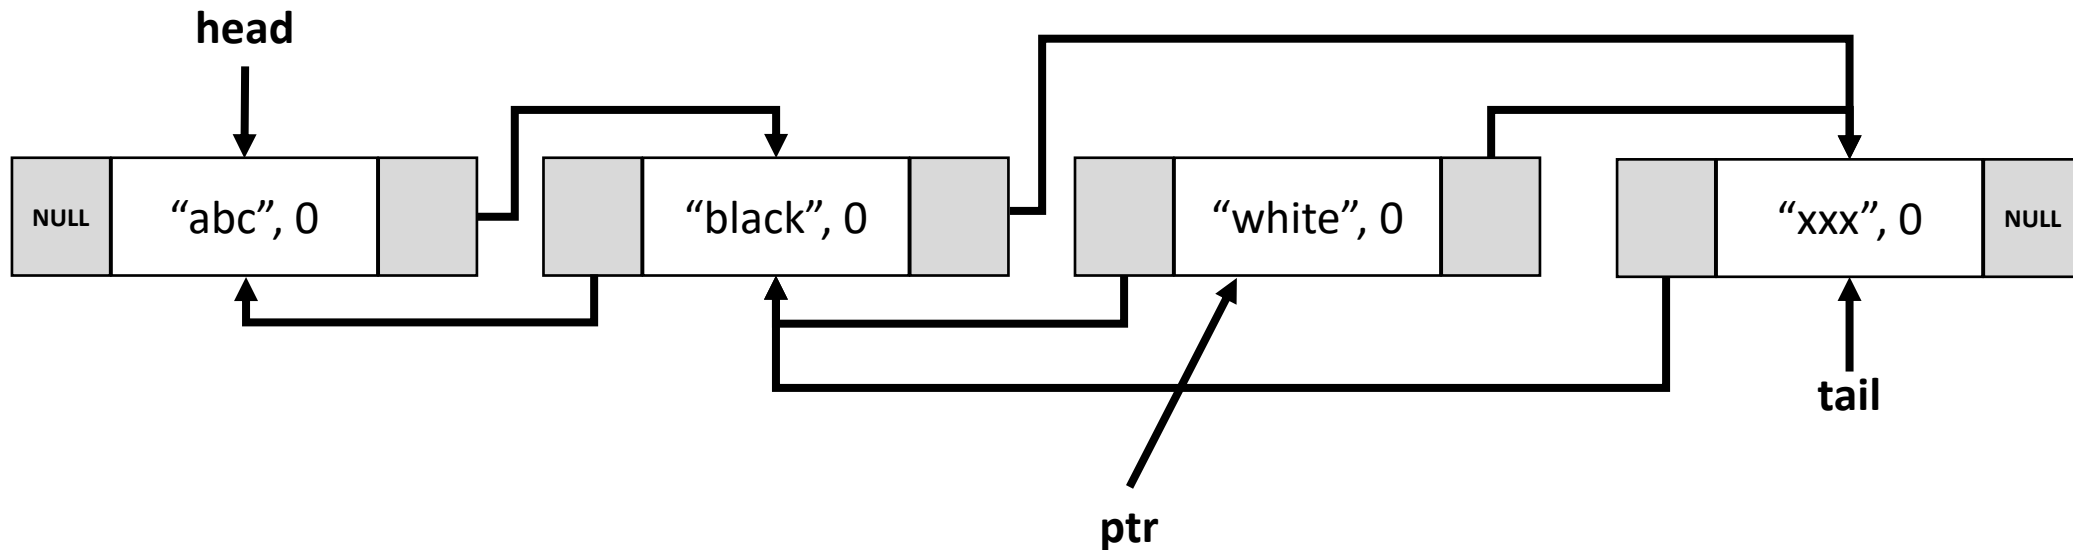 head
NULL “abc”, 0 “black”, 0 “white”, 0 “xxx”, 0 NULL
tail
ptr